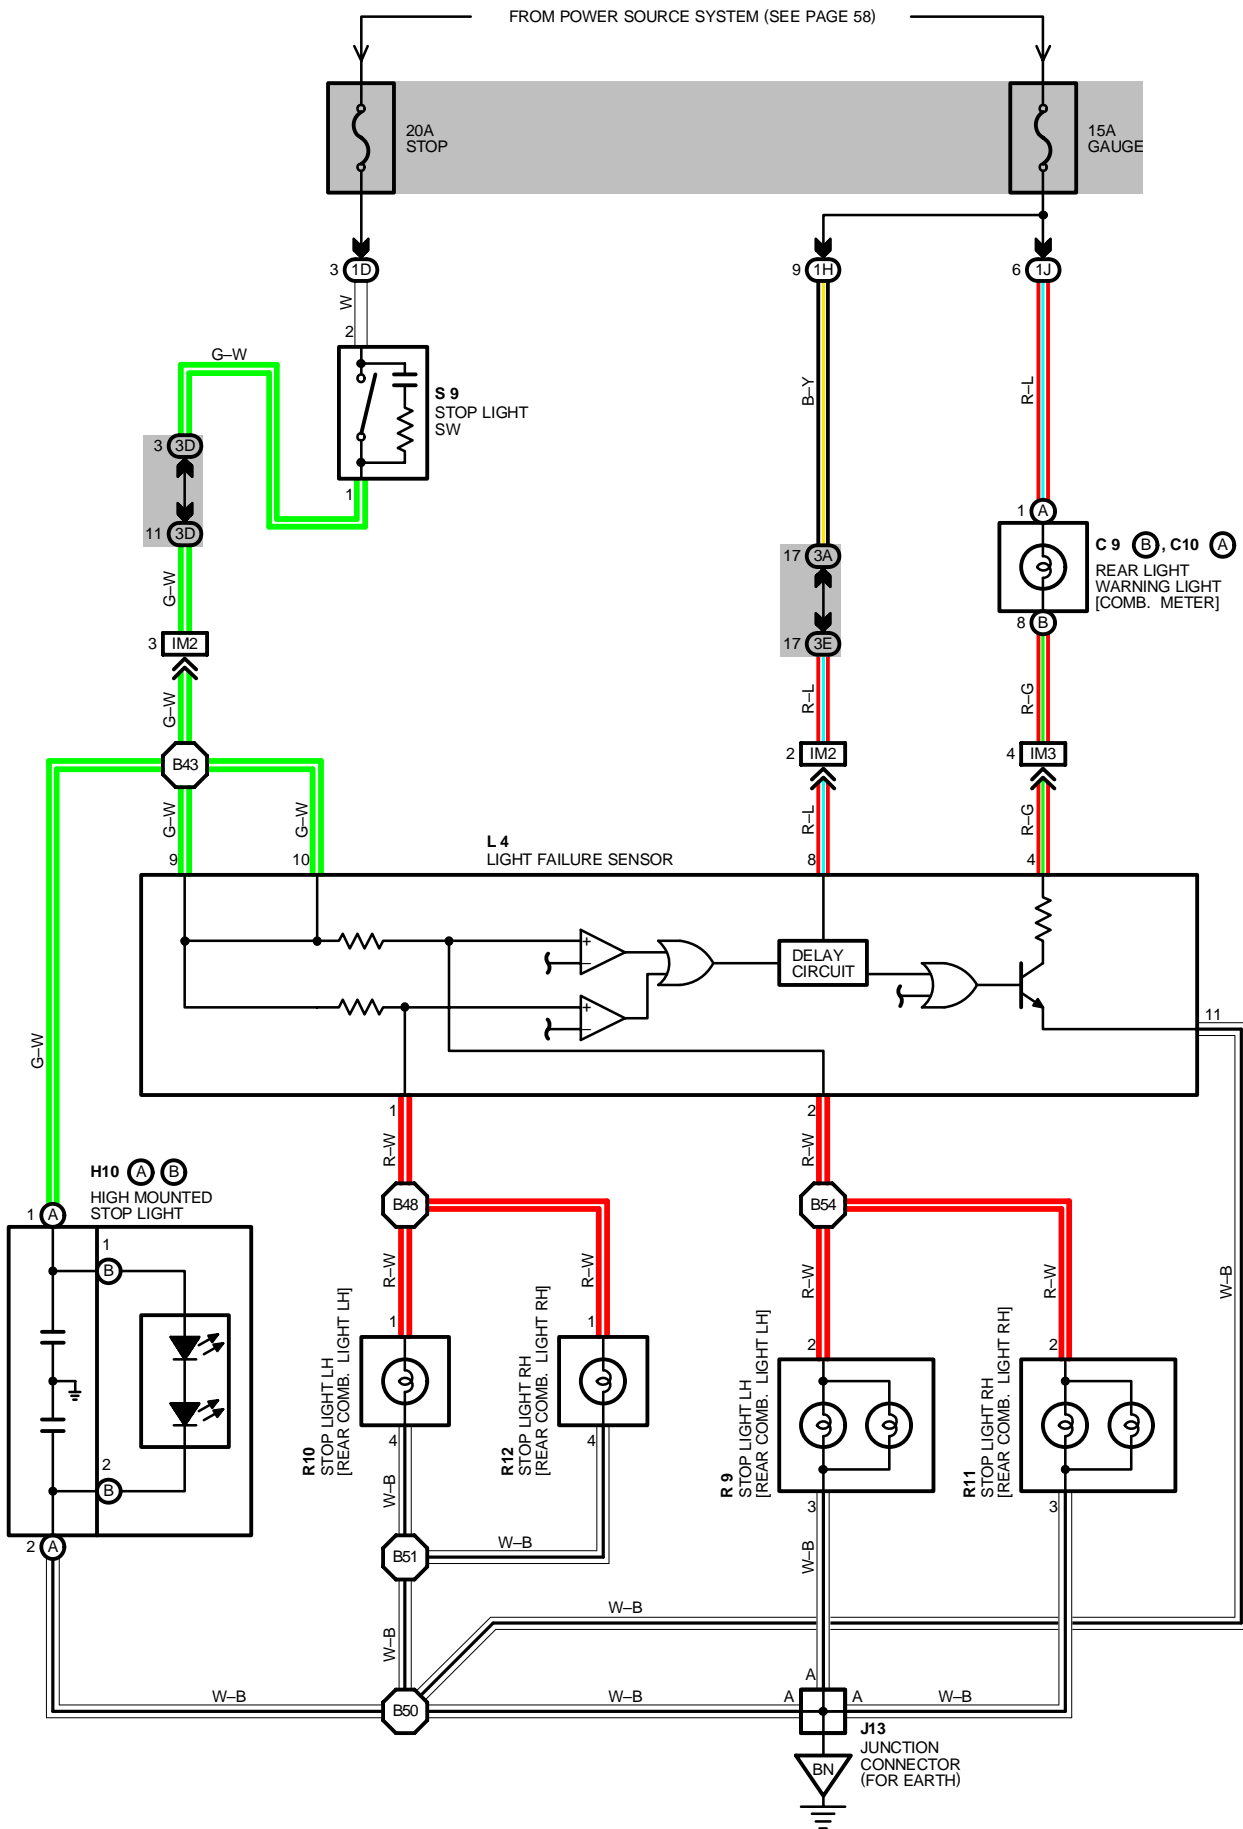 FROM POWER SOURCE SYSTEM (SEE PAGE 58)
20A
STOP
15A
GAUGE
3 1D
9 1H
6 1J
W
2
G–W
S 9
STOP LIGHT
SW
B–Y
R–L
3 3D
1
11 3D
1 A
17 3A
C 9 B , C10 A
REAR LIGHT
WARNING LIGHT
[COMB. METER]
G–W
8 B
3 IM2
17 3E
G–W
R–L
R–G
B43
2 IM2
4 IM3
G–W
G–W
R–L
R–G
L 4
LIGHT FAILURE SENSOR
9
10
8
4
+
–
DELAY
CIRCUIT
+
–
11
G–W
1
2
R–W
R–W
H10 A B
HIGH MOUNTED
STOP LIGHT
B48
B54
1 A
1
B
R–W
R–W
R–W
R–W
W–B
1
1
2
2
R10
STOP LIGHT LH
[REAR COMB. LIGHT LH]
R12
STOP LIGHT RH
[REAR COMB. LIGHT RH]
R 9
STOP LIGHT LH
[REAR COMB. LIGHT LH]
R11
STOP LIGHT RH
[REAR COMB. LIGHT RH]
4
4
2
B
3
3
W–B
2 A
B51
W–B
W–B
W–B
W–B
A
W–B
B50
W–B
A
A
W–B
J13
JUNCTION
CONNECTOR
(FOR EARTH)
BN